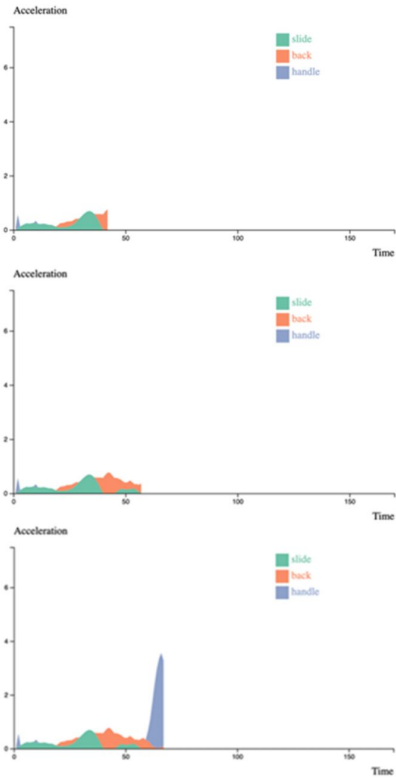 Acceleration
slide
6
back
handle
4
2
0
0 50 100 150
Time
Acceleration
slide
6
back
handle
4
2
0
0 50 100 150
Time
Acceleration
slide
6
back
handle
4
2
0
0 50 100 150
Time